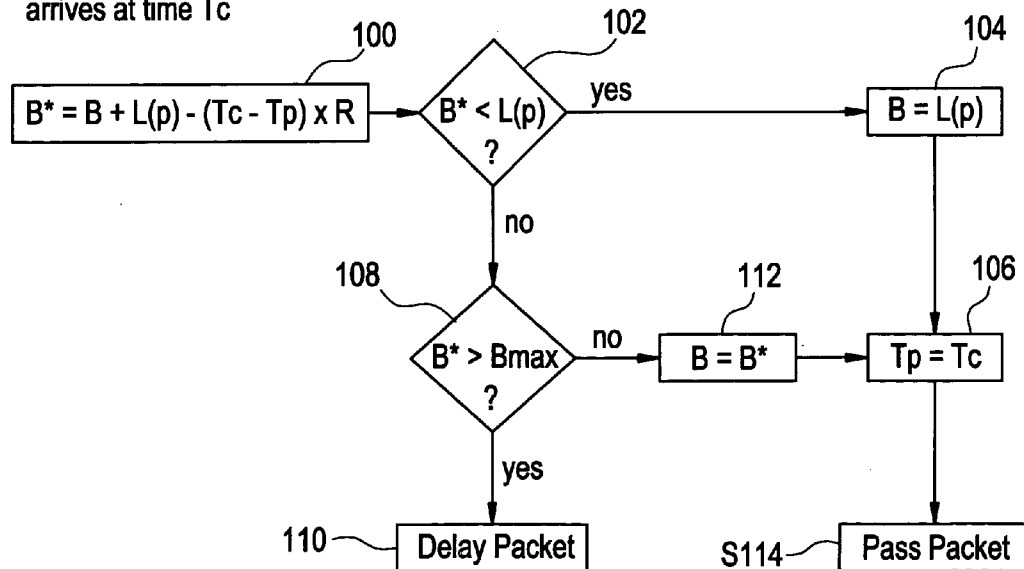 arrives at time Tc
100
102
104
B* = B + L(p) - (Tc - Tp) x R
B* < L(p)
?
yes
B = L(p)
no
108
112
106
B* > Bmax
?
no
B = B*
Tp = Tc
yes
110
Delay Packet
S114
Pass Packet